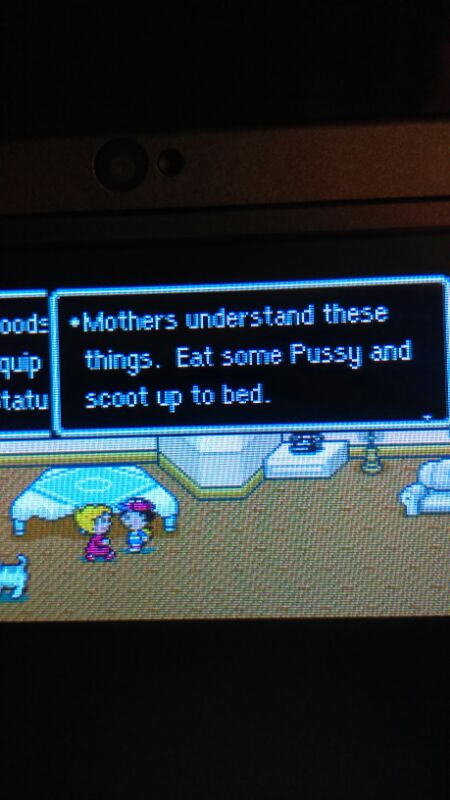 oods
quip
tatu
•Mothers understand these
things. Eat some Pussy and
scoot up to bed.